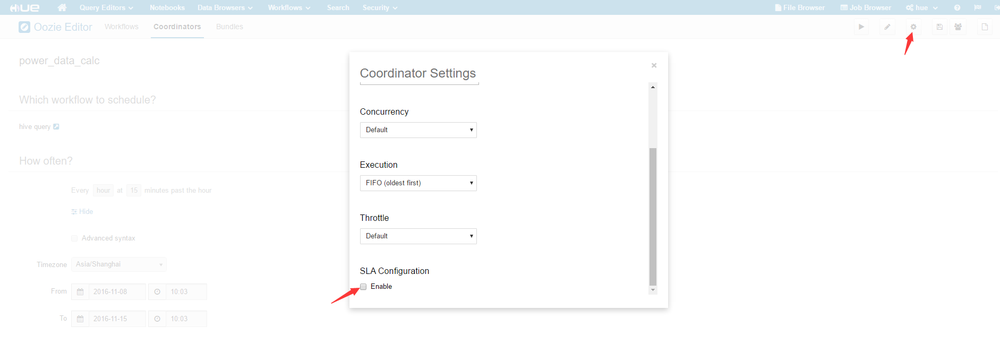 HUE Query Editors Notebooks Data Browsers Workflows Search Security File Browser Job Browser hue
Oozie Editor Workflows Coordinators Bundles
power_data_calc
Which workflow to schedule?
hive query
How often?
Every hour at 15 minutes past the hour
Hide
Advanced syntax
Timezone Asia/Shanghai
From 2016-11-08 10:03
To 2016-11-15 10:03
Coordinator Settings
×
Concurrency
Default
Execution
FIFO (oldest first)
Throttle
Default
SLA Configuration
Enable